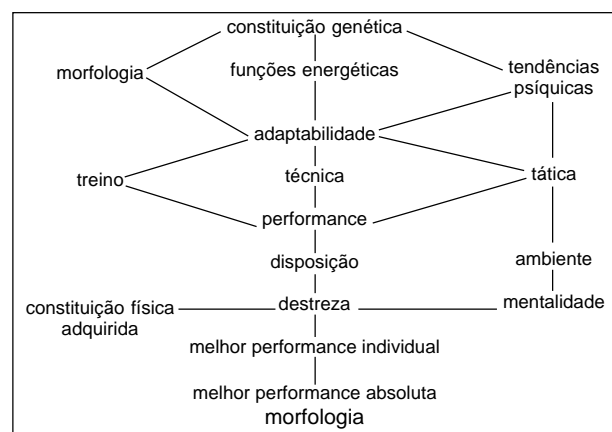 constituição genética
morfologia
funções energéticas
tendências
psíquicas
adaptabilidade
treino
técnica
tática
performance
disposição
ambiente
constituição física
adquirida
destreza
mentalidade
melhor performance individual
melhor performance absoluta
morfologia